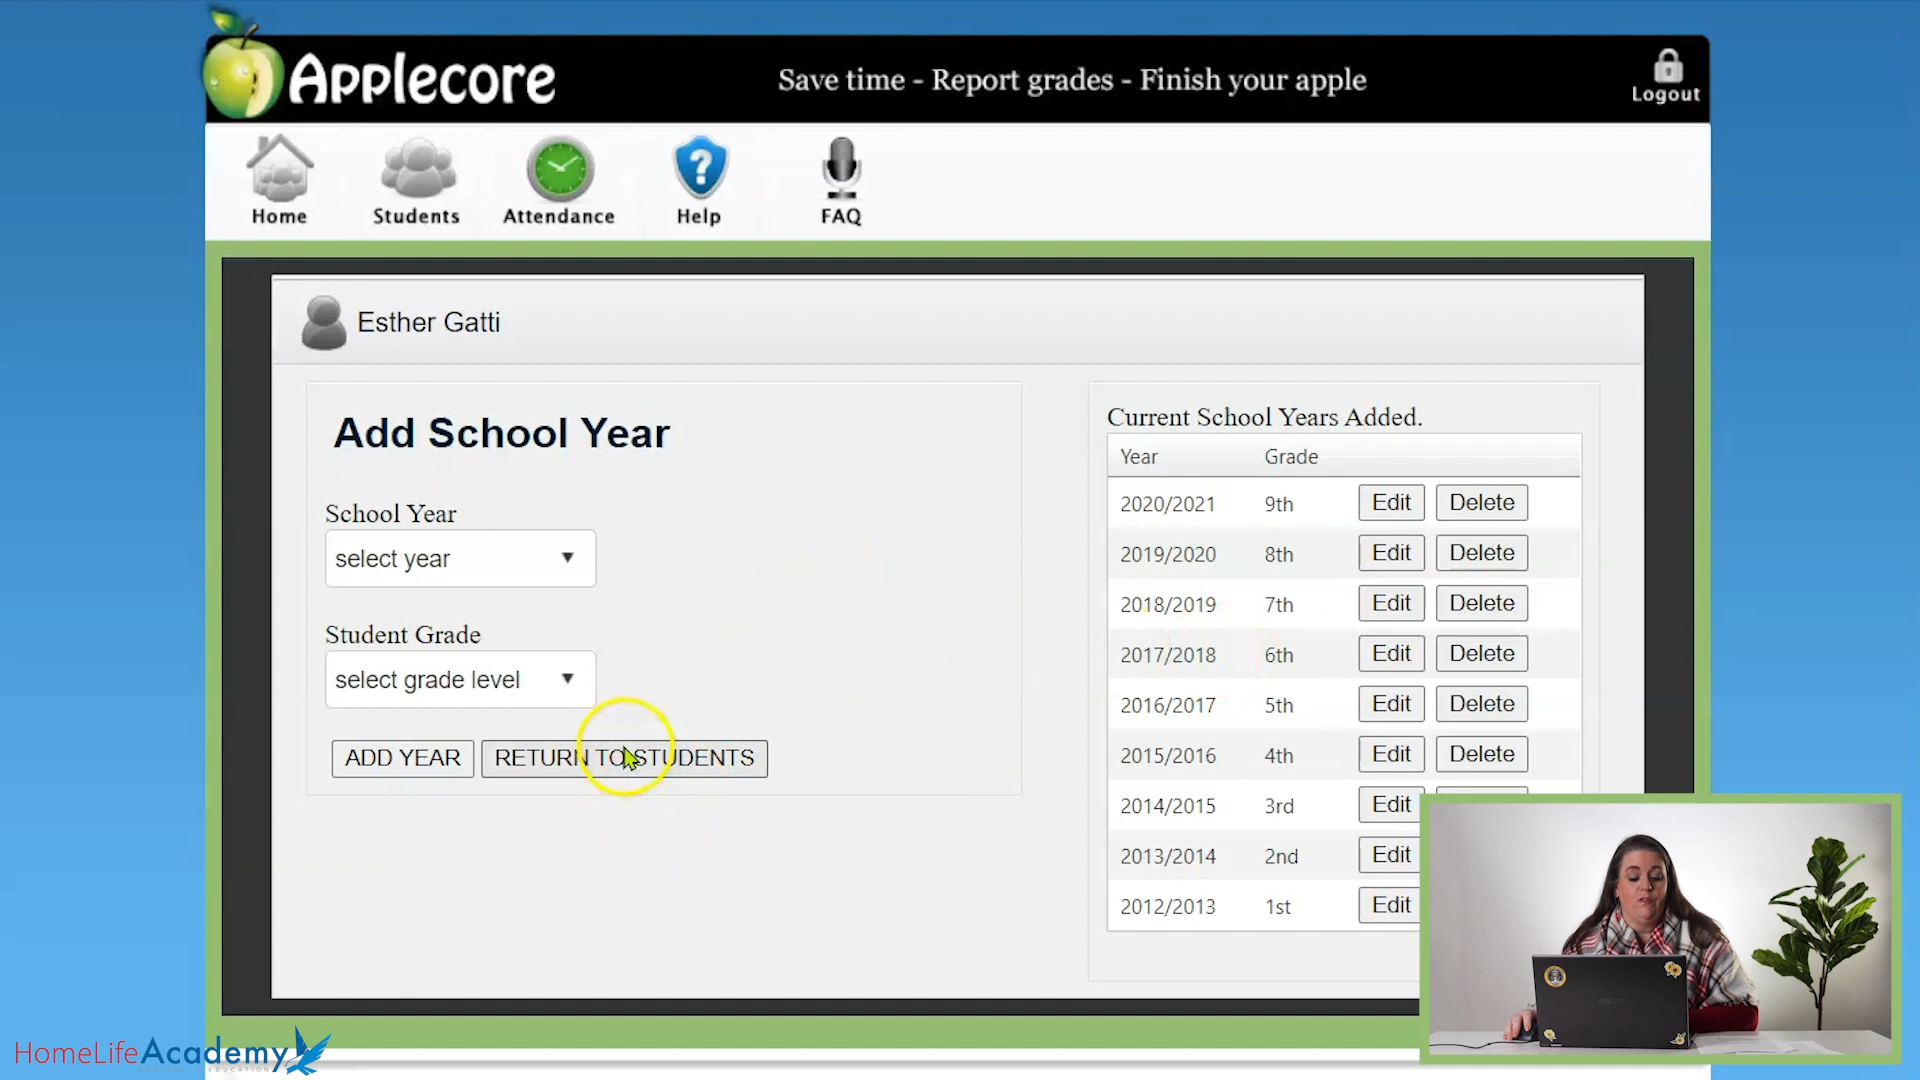 Applecore
Save time - Report grades - Finish your apple
Logout
Home
Students
Attendance
Help
FAQ
Esther Gatti
Add School Year
School Year
select year
Student Grade
select grade level
ADD YEAR
RETURN TO STUDENTS
Current School Years Added.
Year Grade
2020/2021 9th Edit Delete
2019/2020 8th Edit Delete
2018/2019 7th Edit Delete
2017/2018 6th Edit Delete
2016/2017 5th Edit Delete
2015/2016 4th Edit Delete
2014/2015 3rd Edit
2013/2014 2nd Edit
2012/2013 1st Edit
ASUS
HomeLifeAcademy